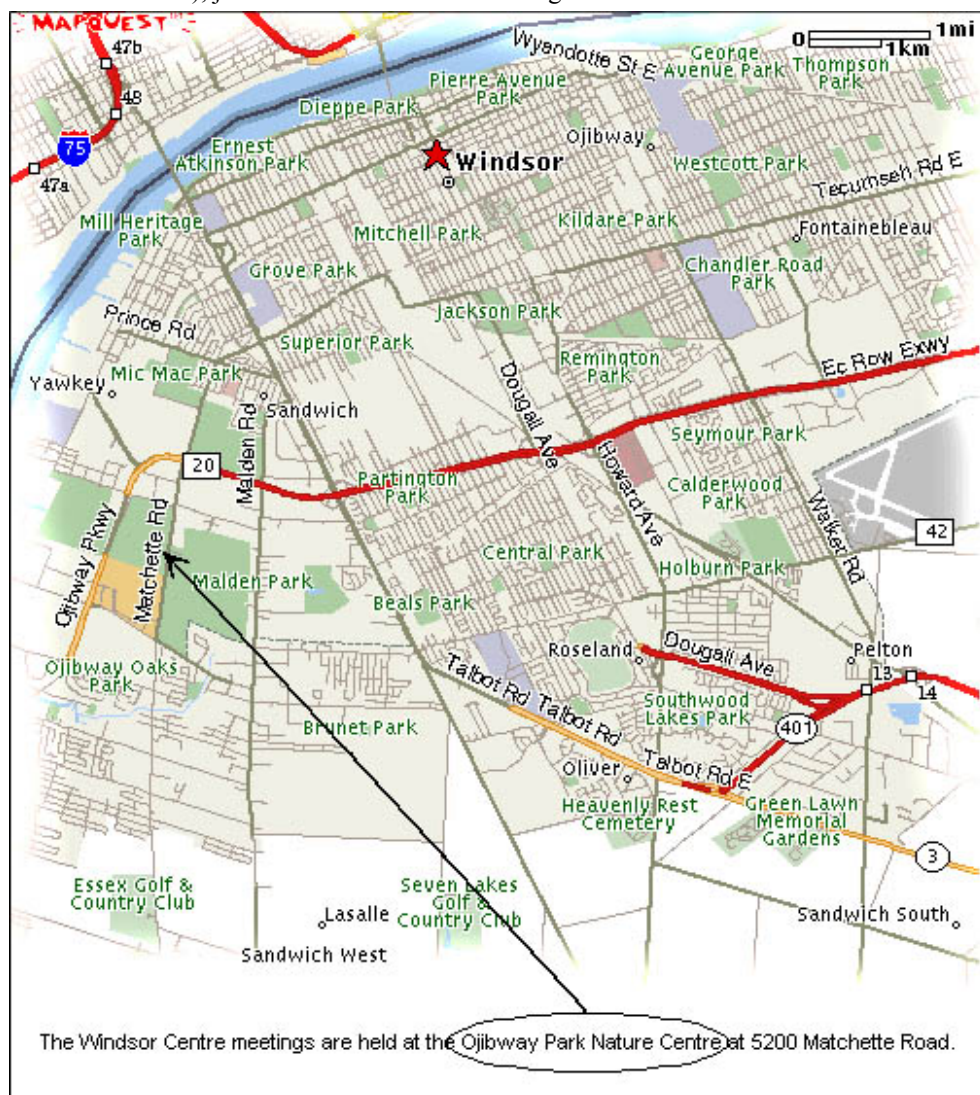 MAPQUEST
0 1mi
1km
47b
48
75
47a
Wyandotte St E
George
Avenue Park
Thompson
Park
Pierre Avenue
Park
Dieppe Park
Ojibway
Ernest
Atkinson Park
Windsor
Westcott Park
Tecumseh Rd E
Mill Heritage
Park
Mitchell Park
Kildare Park
Fontainebleau
Grove Park
Chandler Road
Park
Jackson Park
Prince Rd
Superior Park
Remington
Park
Ec Row Exwy
Mic Mac Park
Yawkey
Sandwich
Dougall Ave
Malden Rd
Seymour Park
20
Partington
Park
Howard Ave
Calderwood
Park
Walker Rd
42
Ojibway Pkwy
Matchette Rd
Central Park
Holburn Park
Malden Park
Beals Park
Roseland
Dougall Ave
Pelton
13
14
Ojibway Oaks
Park
Talbot Rd
Talbot Rd
Southwood
Lakes Park
Brunet Park
401
Oliver
Talbot Rd E
Heavenly Rest
Cemetery
Green Lawn
Memorial
Gardens
3
Essex Golf &
Country Club
Seven Lakes
Golf &
Country Club
Lasalle
Sandwich South
Sandwich West
The Windsor Centre meetings are held at the Ojibway Park Nature Centre at 5200 Matchette Road.